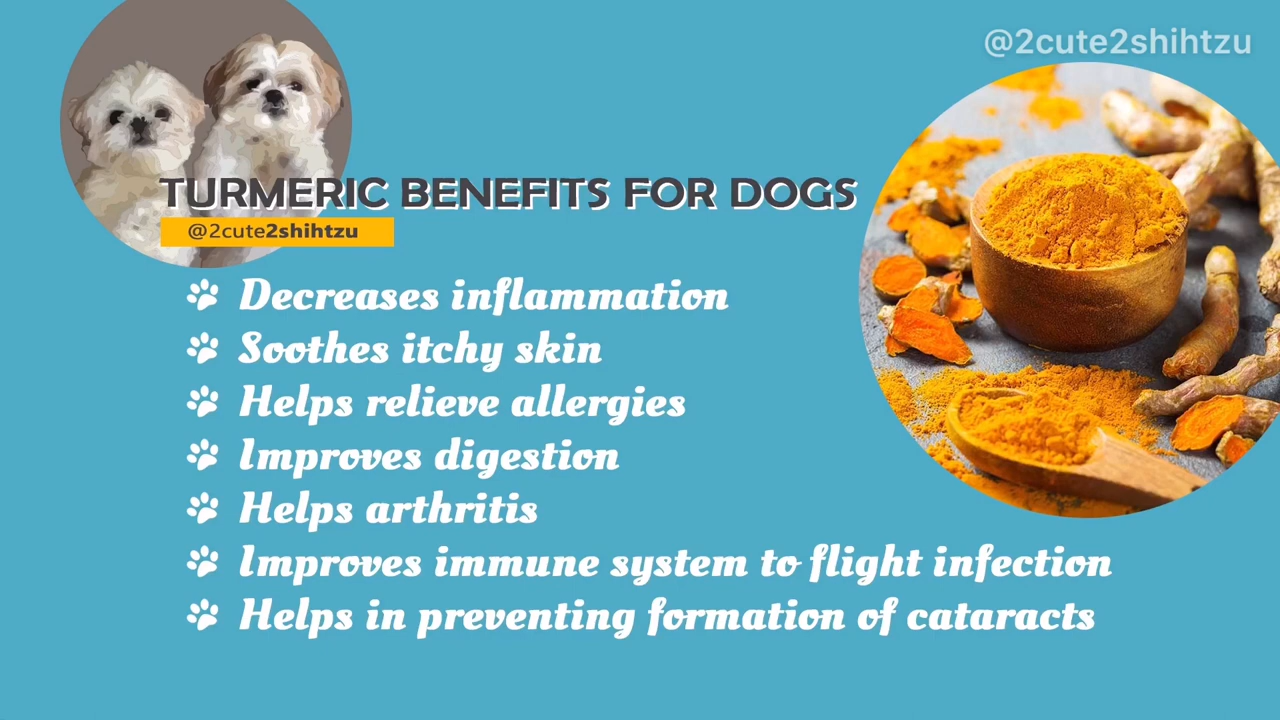 @2cute2shihtzu
TURMERIC BENEFITS FOR DOGS
@2cute2shihtzu
Decreases inflammation
Soothes itchy skin
Helps relieve allergies
Improves digestion
Helps arthritis
Improves immune system to flight infection
Helps in preventing formation of cataracts